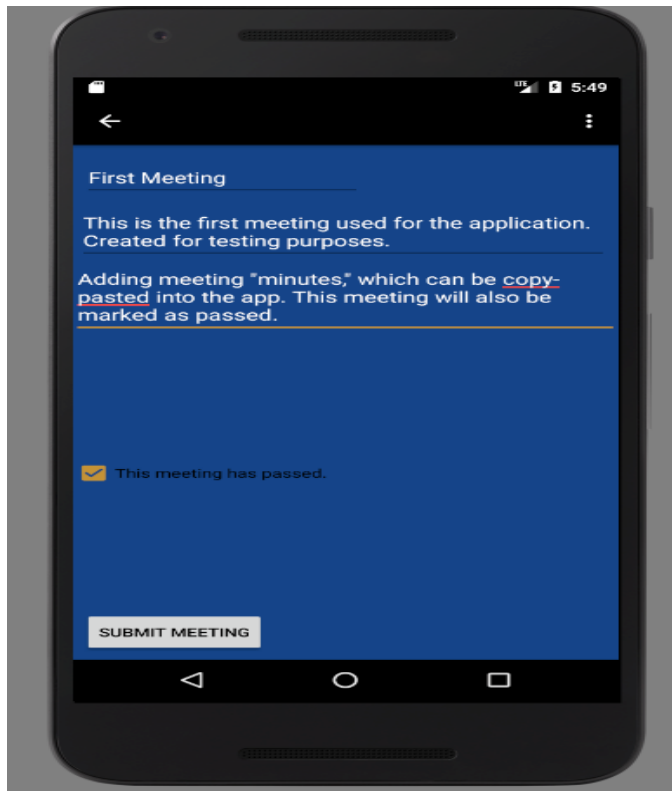 LTE 5:49
First Meeting
This is the first meeting used for the application.
Created for testing purposes.
Adding meeting "minutes," which can be copy-
pasted into the app. This meeting will also be
marked as passed.
This meeting has passed.
SUBMIT MEETING